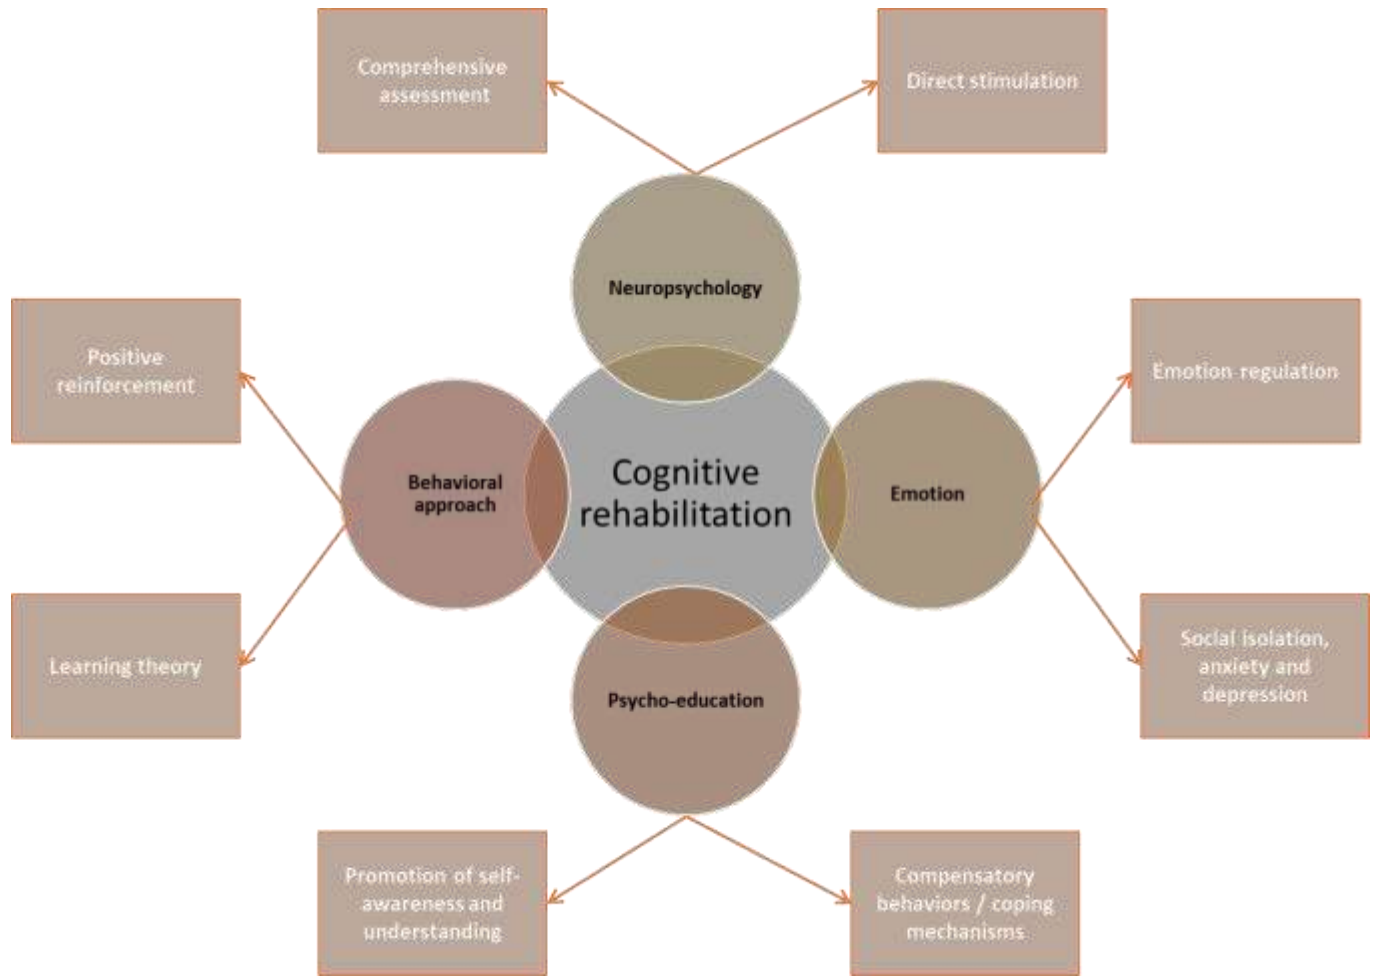 Comprehensive
assessment
Direct stimulation
Neuropsychology
Positive
reinforcement
Emotion regulation
Behavioral
approach
Cognitive
rehabilitation
Emotion
Learning theory
Social isolation,
anxiety and
depression
Psycho-education
Promotion of self-
awareness and
understanding
Compensatory
behaviors / coping
mechanisms